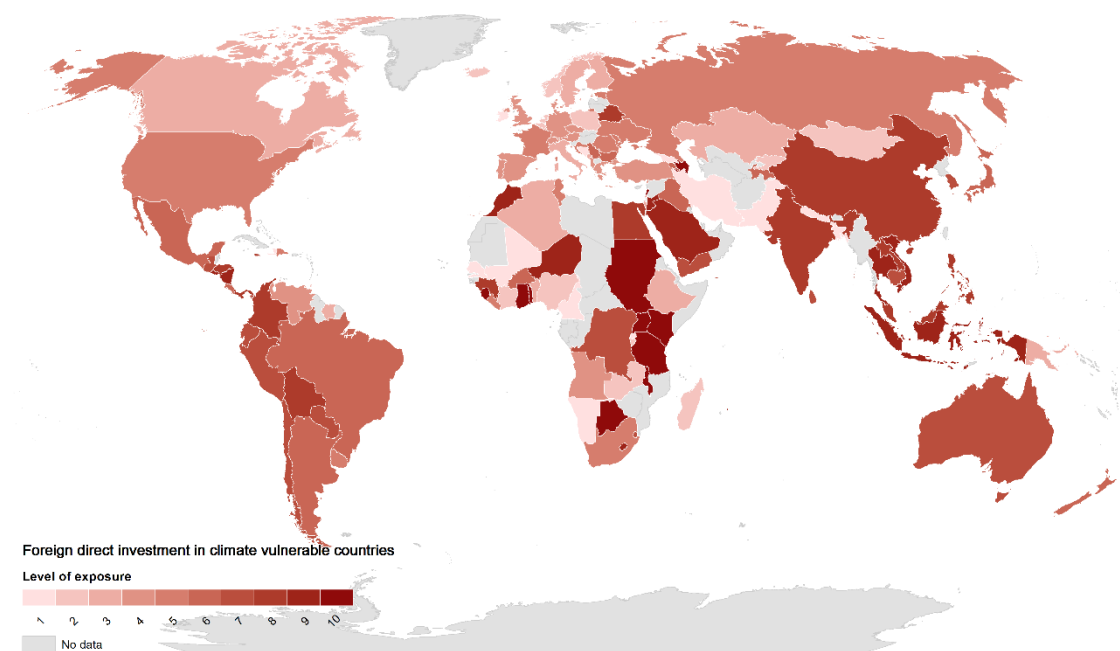 Foreign direct investment in climate vulnerable countries
Level of exposure
1 2 3 4 5 6 7 8 9 10
No data